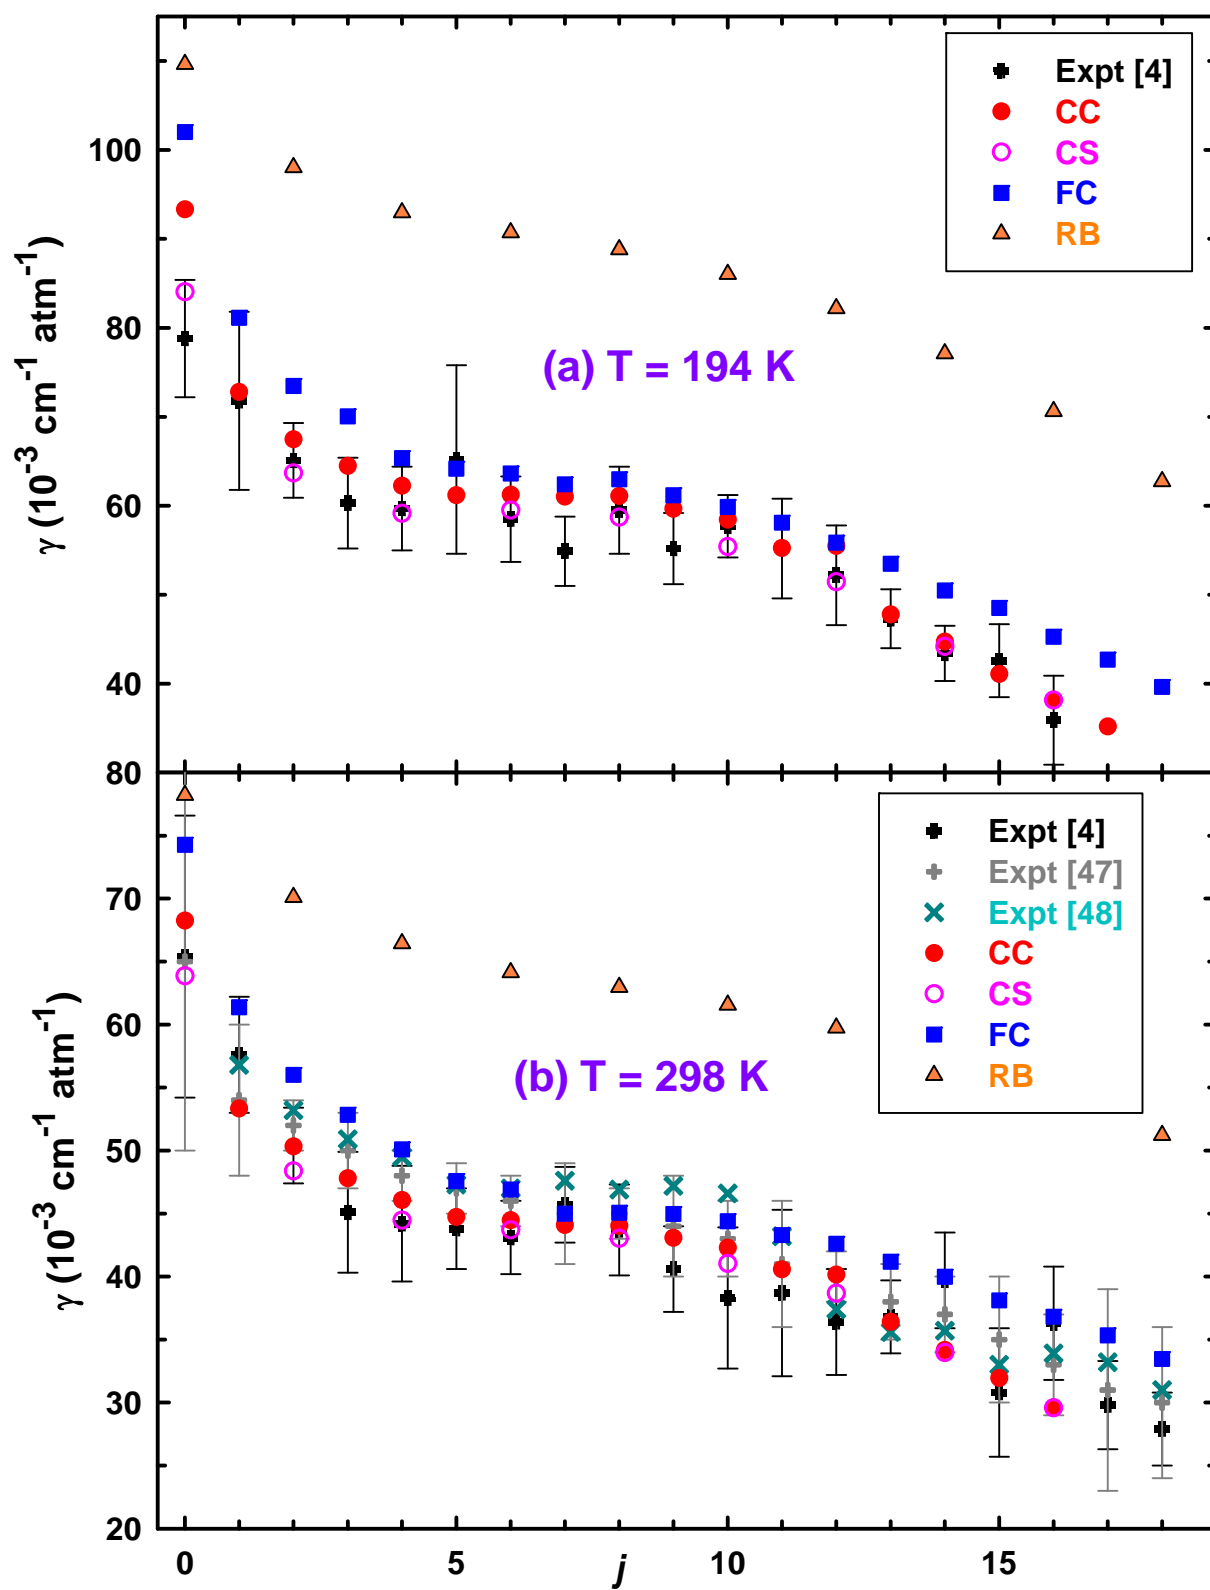 Expt [4]
CC
CS
FC
RB
100
80
60
40
γ (10⁻³ cm⁻¹ atm⁻¹)
(a) T = 194 K
80
70
60
50
40
30
20
γ (10⁻³ cm⁻¹ atm⁻¹)
Expt [4]
Expt [47]
Expt [48]
CC
CS
FC
RB
(b) T = 298 K
0 5 10 15
j